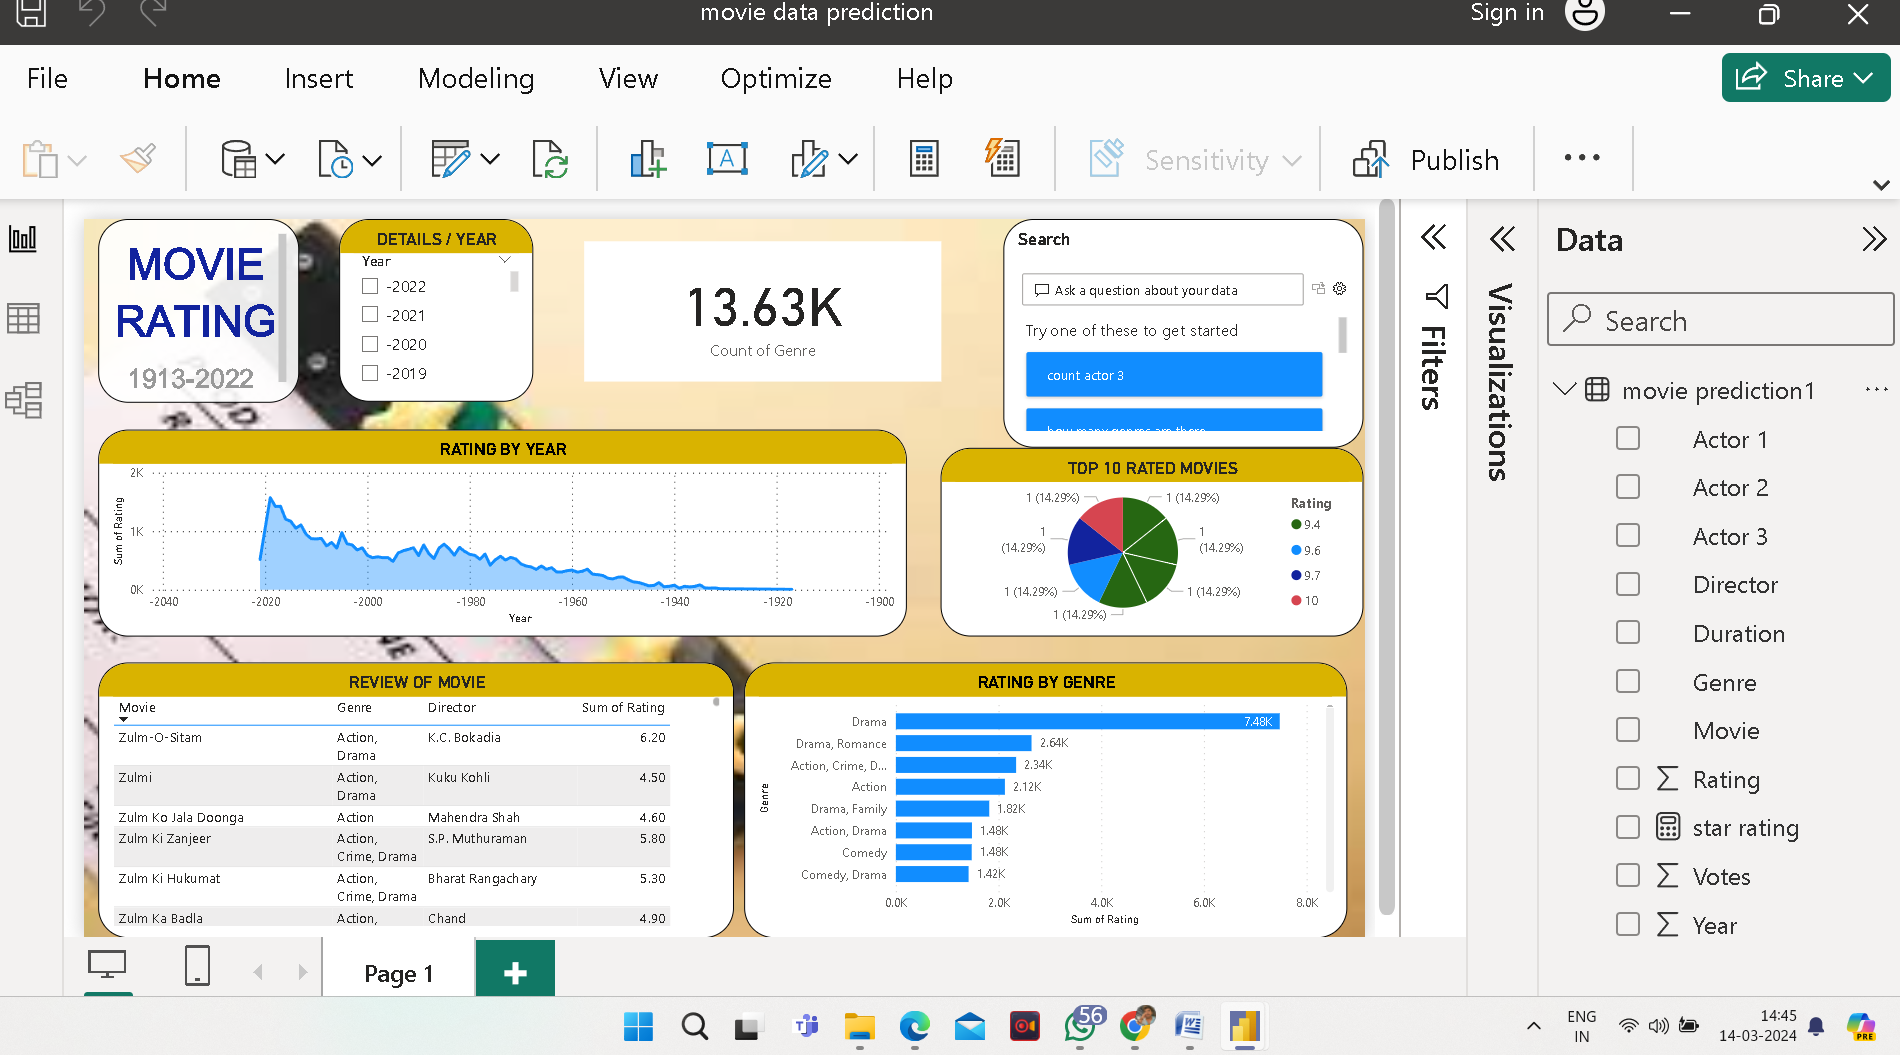 movie data prediction
Sign in
File Home Insert Modeling View Optimize Help
Share
Sensitivity
Publish
MOVIE
RATING
1913-2022
DETAILS / YEAR
Year
-2022
-2021
-2020
-2019
13.63K
Count of Genre
Search
Ask a question about your data
Try one of these to get started
count actor 3
how many genres are there
RATING BY YEAR
Sum of Rating
2K
1K
0K
-2040 -2020 -2000 -1980 -1960 -1940 -1920 -1900
Year
TOP 10 RATED MOVIES
1 (14.29%)
1 (14.29%)
1
(14.29%)
1
(14.29%)
1 (14.29%)
1 (14.29%)
1 (14.29%)
Rating
9.4
9.6
9.7
10
REVIEW OF MOVIE
Movie Genre Director Sum of Rating
Zulm-O-Sitam Action, K.C. Bokadia 6.20
Drama
Zulmi Action, Kuku Kohli 4.50
Drama
Zulm Ko Jala Doonga Action Mahendra Shah 4.60
Zulm Ki Zanjeer Action, S.P. Muthuraman 5.80
Crime, Drama
Zulm Ki Hukumat Action, Bharat Rangachary 5.30
Crime, Drama
Zulm Ka Badla Action, Chand 4.90
RATING BY GENRE
Genre
Drama 7.48K
Drama, Romance 2.64K
Action, Crime, D... 2.34K
Action 2.12K
Drama, Family 1.82K
Action, Drama 1.48K
Comedy 1.48K
Comedy, Drama 1.42K
0.0K 2.0K 4.0K 6.0K 8.0K
Sum of Rating
Filters
Visualizations
Data
Search
movie prediction1
Actor 1
Actor 2
Actor 3
Director
Duration
Genre
Movie
Rating
star rating
Votes
Year
Page 1
56
ENG
IN
14:45
14-03-2024
PRE